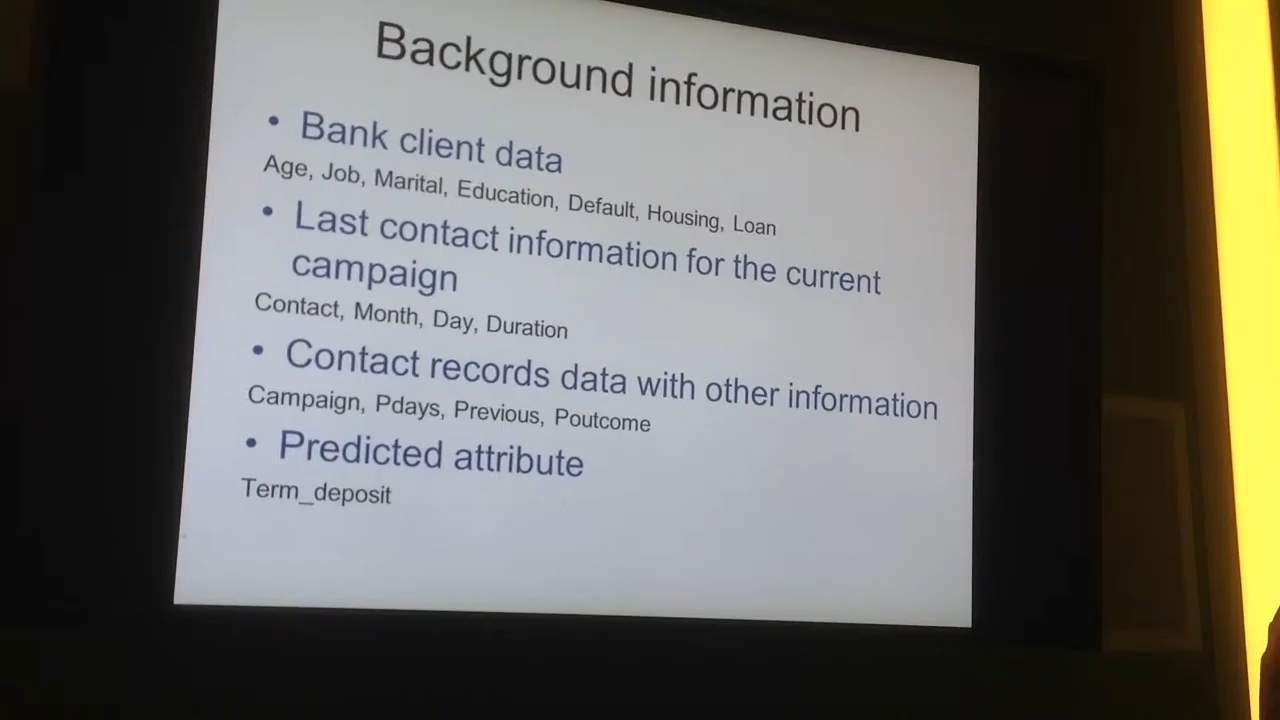 Background information
• Bank client data
Age, Job, Marital, Education, Default, Housing, Loan
• Last contact information for the current
campaign
Contact, Month, Day, Duration
• Contact records data with other information
Campaign, Pdays, Previous, Poutcome
• Predicted attribute
Term_deposit